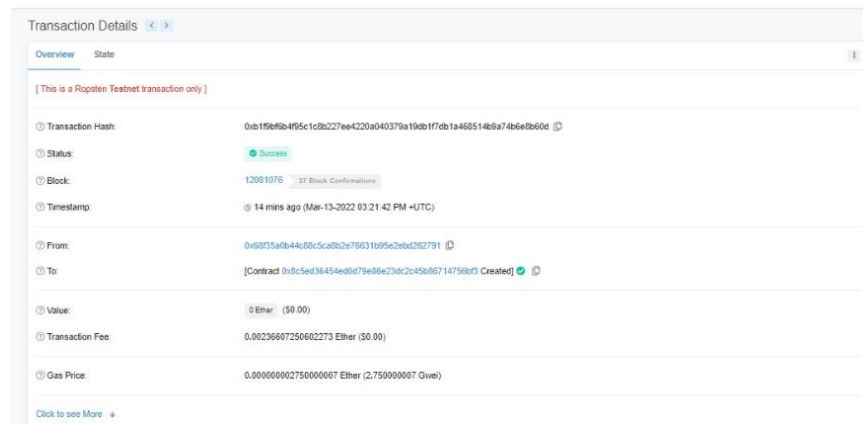 Transaction Details < >
Overview State
[ This is a Ropsten Testnet transaction only ]
Transaction Hash: 0xb1f9bf6b4f95c1c8b227ee4220a040379a19db1f7db1a468514b9a74b6e8b60d
Status: Success
Block: 12081076 37 Block Confirmations
Timestamp: 14 mins ago (Mar-13-2022 03:21:42 PM +UTC)
From: 0x68f35a0b44c88c5ca8b2e76631b95e2ebd262791
To: [Contract 0x8c5ed36454ed0d79e86e23dc2c45b86714756bf3 Created]
Value: 0 Ether ($0.00)
Transaction Fee: 0.00236607250602273 Ether ($0.00)
Gas Price: 0.000000002750000007 Ether (2.750000007 Gwei)
Click to see More